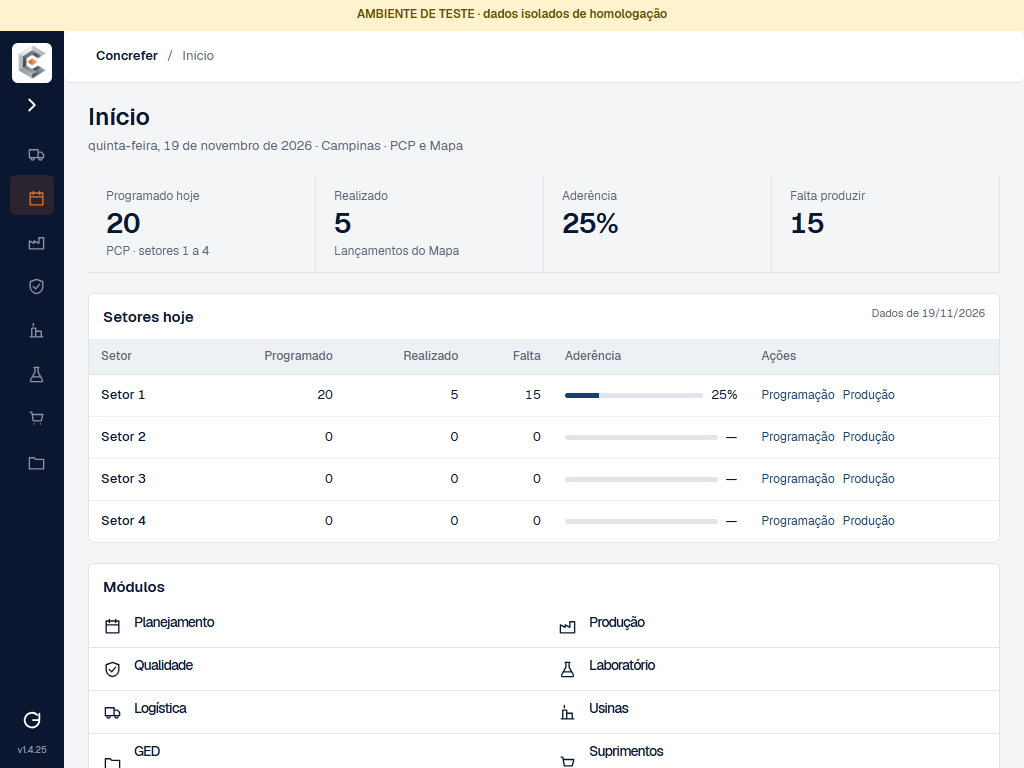 AMBIENTE DE TESTE · dados isolados de homologação
Concrefer / Início
Início
quinta-feira, 19 de novembro de 2026 · Campinas · PCP e Mapa
Programado hoje
20
PCP · setores 1 a 4
Realizado
5
Lançamentos do Mapa
Aderência
25%
Falta produzir
15
Setores hoje
Dados de 19/11/2026
Setor Programado Realizado Falta Aderência Ações
Setor 1 20 5 15 25% Programação Produção
Setor 2 0 0 0 — Programação Produção
Setor 3 0 0 0 — Programação Produção
Setor 4 0 0 0 — Programação Produção
Módulos
Planejamento
Produção
Qualidade
Laboratório
Logística
Usinas
GED
Suprimentos
v1.4.25